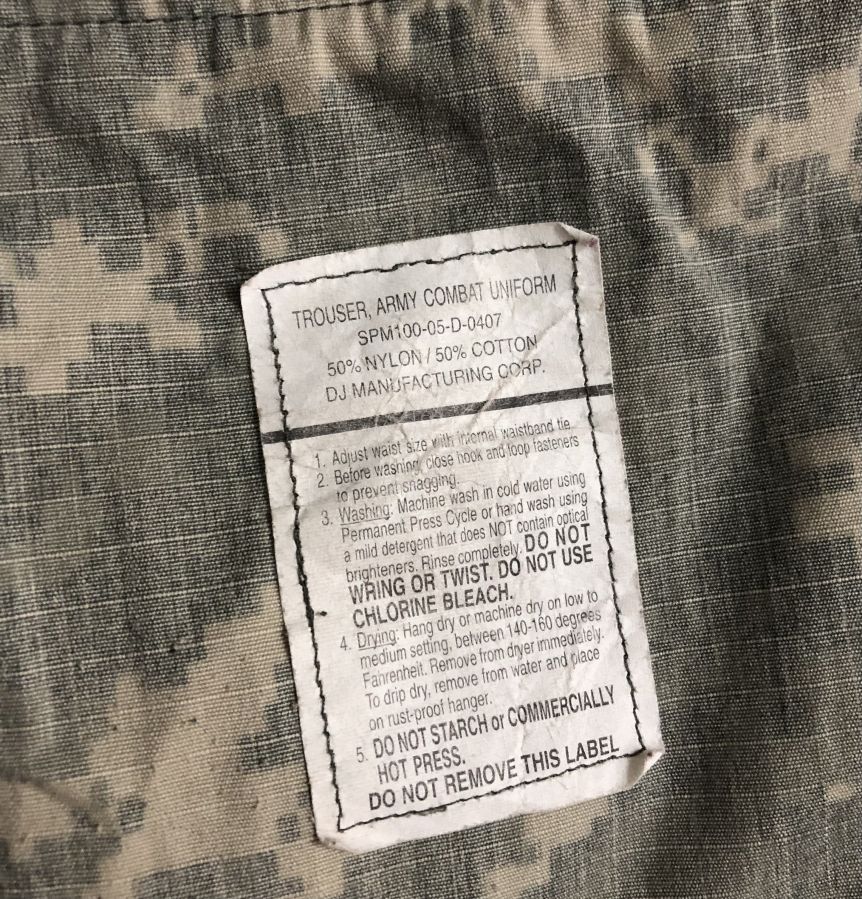 TROUSER, ARMY COMBAT UNIFORM
SPM100-05-D-0407
50% NYLON / 50% COTTON
DJ MANUFACTURING CORP.
1. Adjust waist size with internal waistband tie.
2. Before washing, close hook and loop fasteners
to prevent snagging.
3. Washing: Machine wash in cold water using
Permanent Press Cycle or hand wash using
a mild detergent that does NOT contain optical
brighteners. Rinse completely. DO NOT
WRING OR TWIST. DO NOT USE
CHLORINE BLEACH.
4. Drying: Hang dry or machine dry on low to
medium setting, between 140-160 degrees
Fahrenheit. Remove from dryer immediately.
To drip dry, remove from water and place
on rust-proof hanger.
5. DO NOT STARCH or COMMERCIALLY
HOT PRESS.
DO NOT REMOVE THIS LABEL